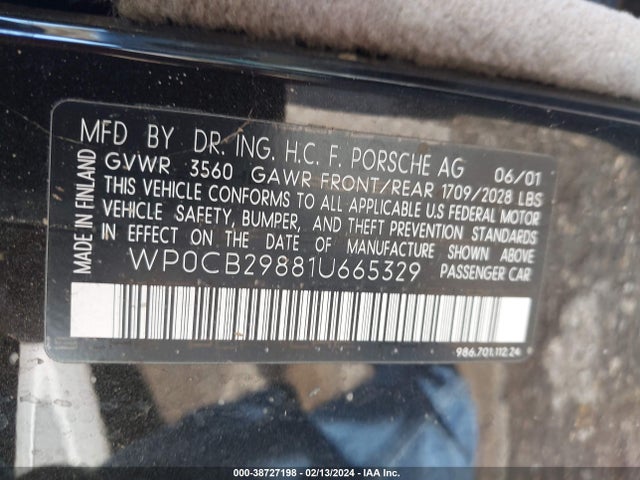 MFD BY DR. ING. H.C. F. PORSCHE AG 06/01
GVWR 3560 GAWR FRONT/REAR 1709/2028 LBS
THIS VEHICLE CONFORMS TO ALL APPLICABLE U.S FEDERAL MOTOR
VEHICLE SAFETY, BUMPER, AND THEFT PREVENTION STANDARDS
IN EFFECT ON THE DATE OF MANUFACTURE SHOWN ABOVE.
WP0CB29881U665329 PASSENGER CAR
MADE IN FINLAND
986.701.112.24
000-38727198 - 02/13/2024 - IAA Inc.